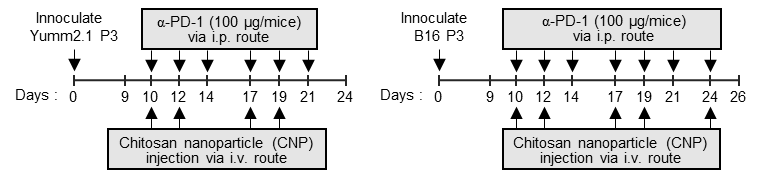 Innoculate
Yumm2.1 P3
α-PD-1 (100 µg/mice)
via i.p. route
Days : 0 9 10 12 14 17 19 21 24
Chitosan nanoparticle (CNP)
injection via i.v. route
Innoculate
B16 P3
α-PD-1 (100 µg/mice)
via i.p. route
Days : 0 9 10 12 14 17 19 21 24 26
Chitosan nanoparticle (CNP)
injection via i.v. route